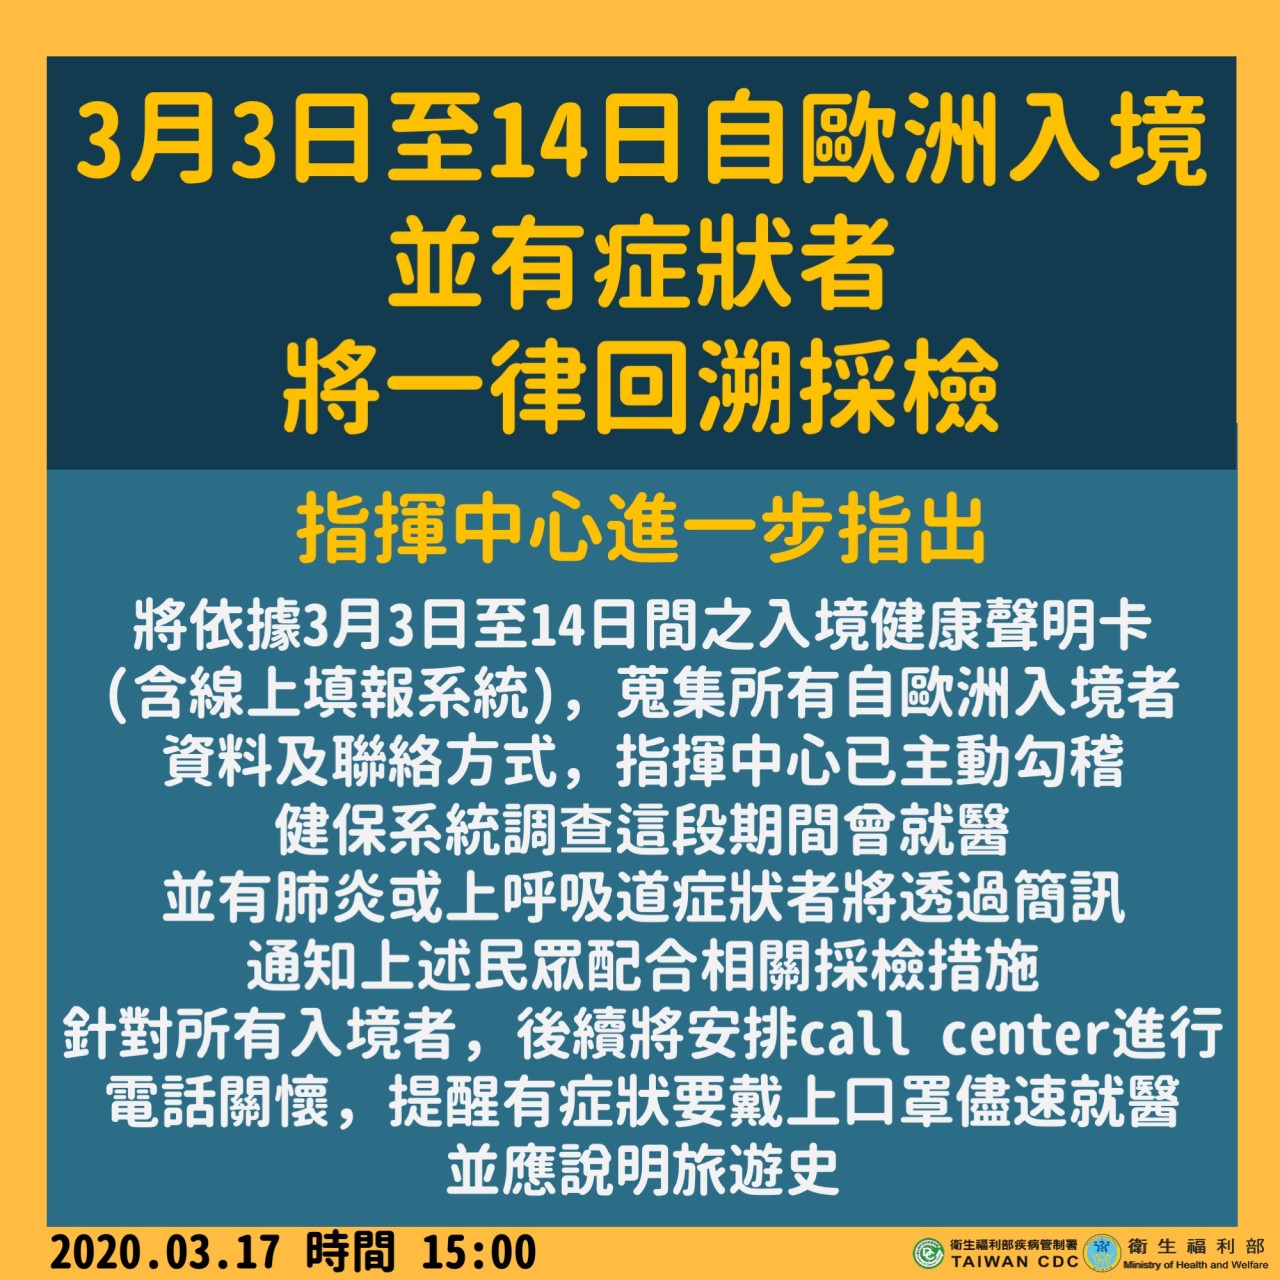 3月3日至14日自歐洲入境
並有症狀者
將一律回溯採檢
指揮中心進一步指出
將依據3月3日至14日間之入境健康聲明卡
(含線上填報系統)，蒐集所有自歐洲入境者
資料及聯絡方式，指揮中心已主動勾稽
健保系統調查這段期間曾就醫
並有肺炎或上呼吸道症狀者將透過簡訊
通知上述民眾配合相關採檢措施
針對所有入境者，後續將安排call center進行
電話關懷，提醒有症狀要戴上口罩儘速就醫
並應說明旅遊史
2020.03.17 時間 15:00
衛生福利部疾病管制署
TAIWAN CDC
衛生福利部
Ministry of Health and Welfare